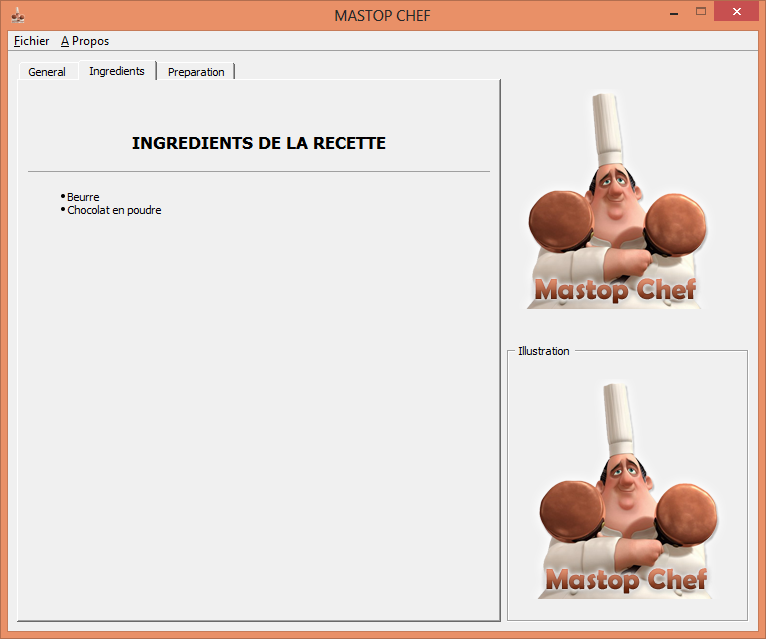 MASTOP CHEF
Fichier A Propos
General Ingredients Preparation
INGREDIENTS DE LA RECETTE
• Beurre
• Chocolat en poudre
Mastop Chef
Illustration
Mastop Chef